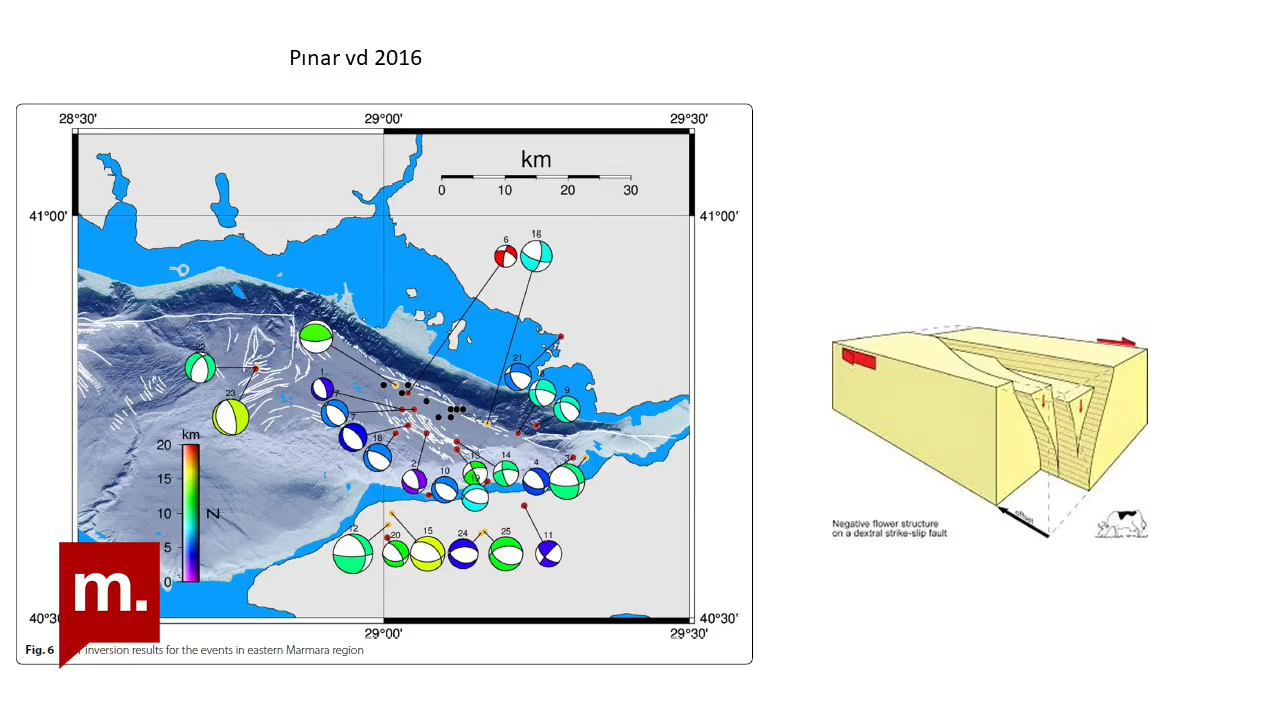 Pınar vd 2016
28°30' 29°00' 29°30'
km
0 10 20 30
41°00' 41°00'
6 16
21
8
9
1
23
7
18
2
10
13
14
4
3
km
20
15
10
5
0
Z
12 20 15 24 25 11
m.
40°30' 40°30'
29°00' 29°30'
Fig. 6 inversion results for the events in eastern Marmara region
Negative flower structure
on a dextral strike-slip fault
offset